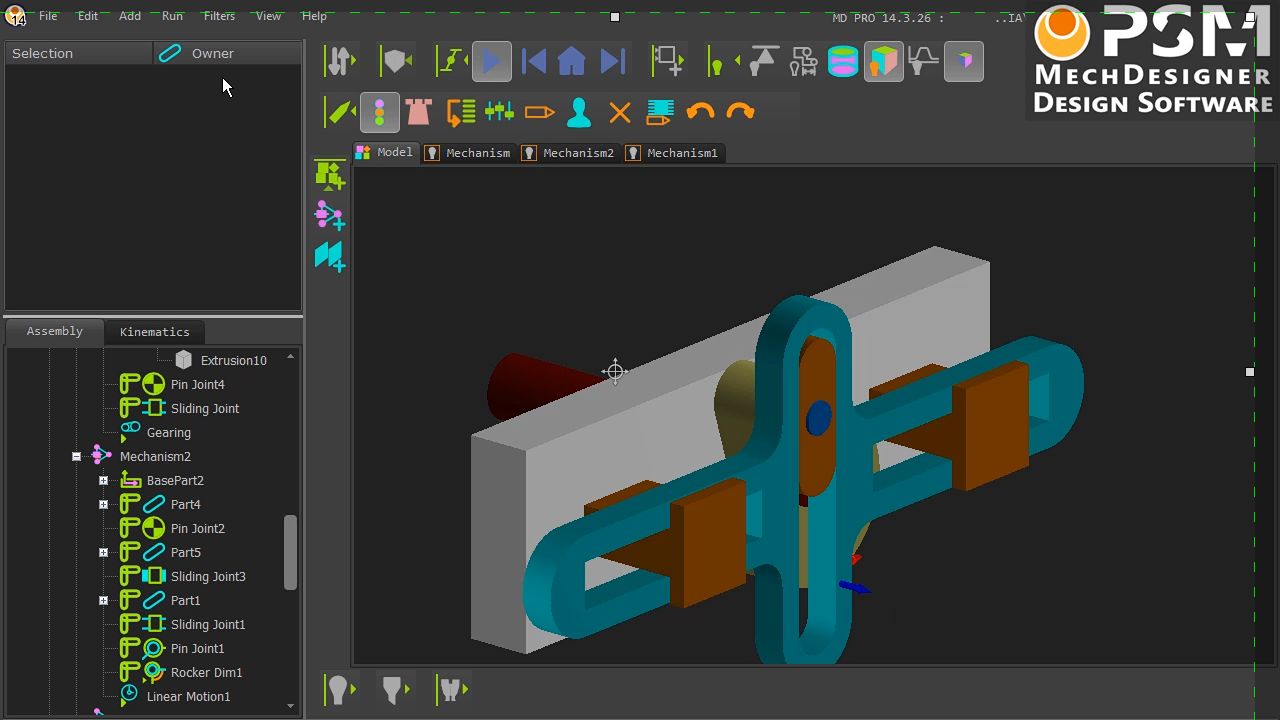 14
File Edit Add Run Filters View Help
MD PRO 14.3.26 :
PSM
MECHDESIGNER
DESIGN SOFTWARE
Selection Owner
Model Mechanism Mechanism2 Mechanism1
Assembly Kinematics
Extrusion10
Pin Joint4
Sliding Joint
Gearing
Mechanism2
BasePart2
Part4
Pin Joint2
Part5
Sliding Joint3
Part1
Sliding Joint1
Pin Joint1
Rocker Dim1
Linear Motion1